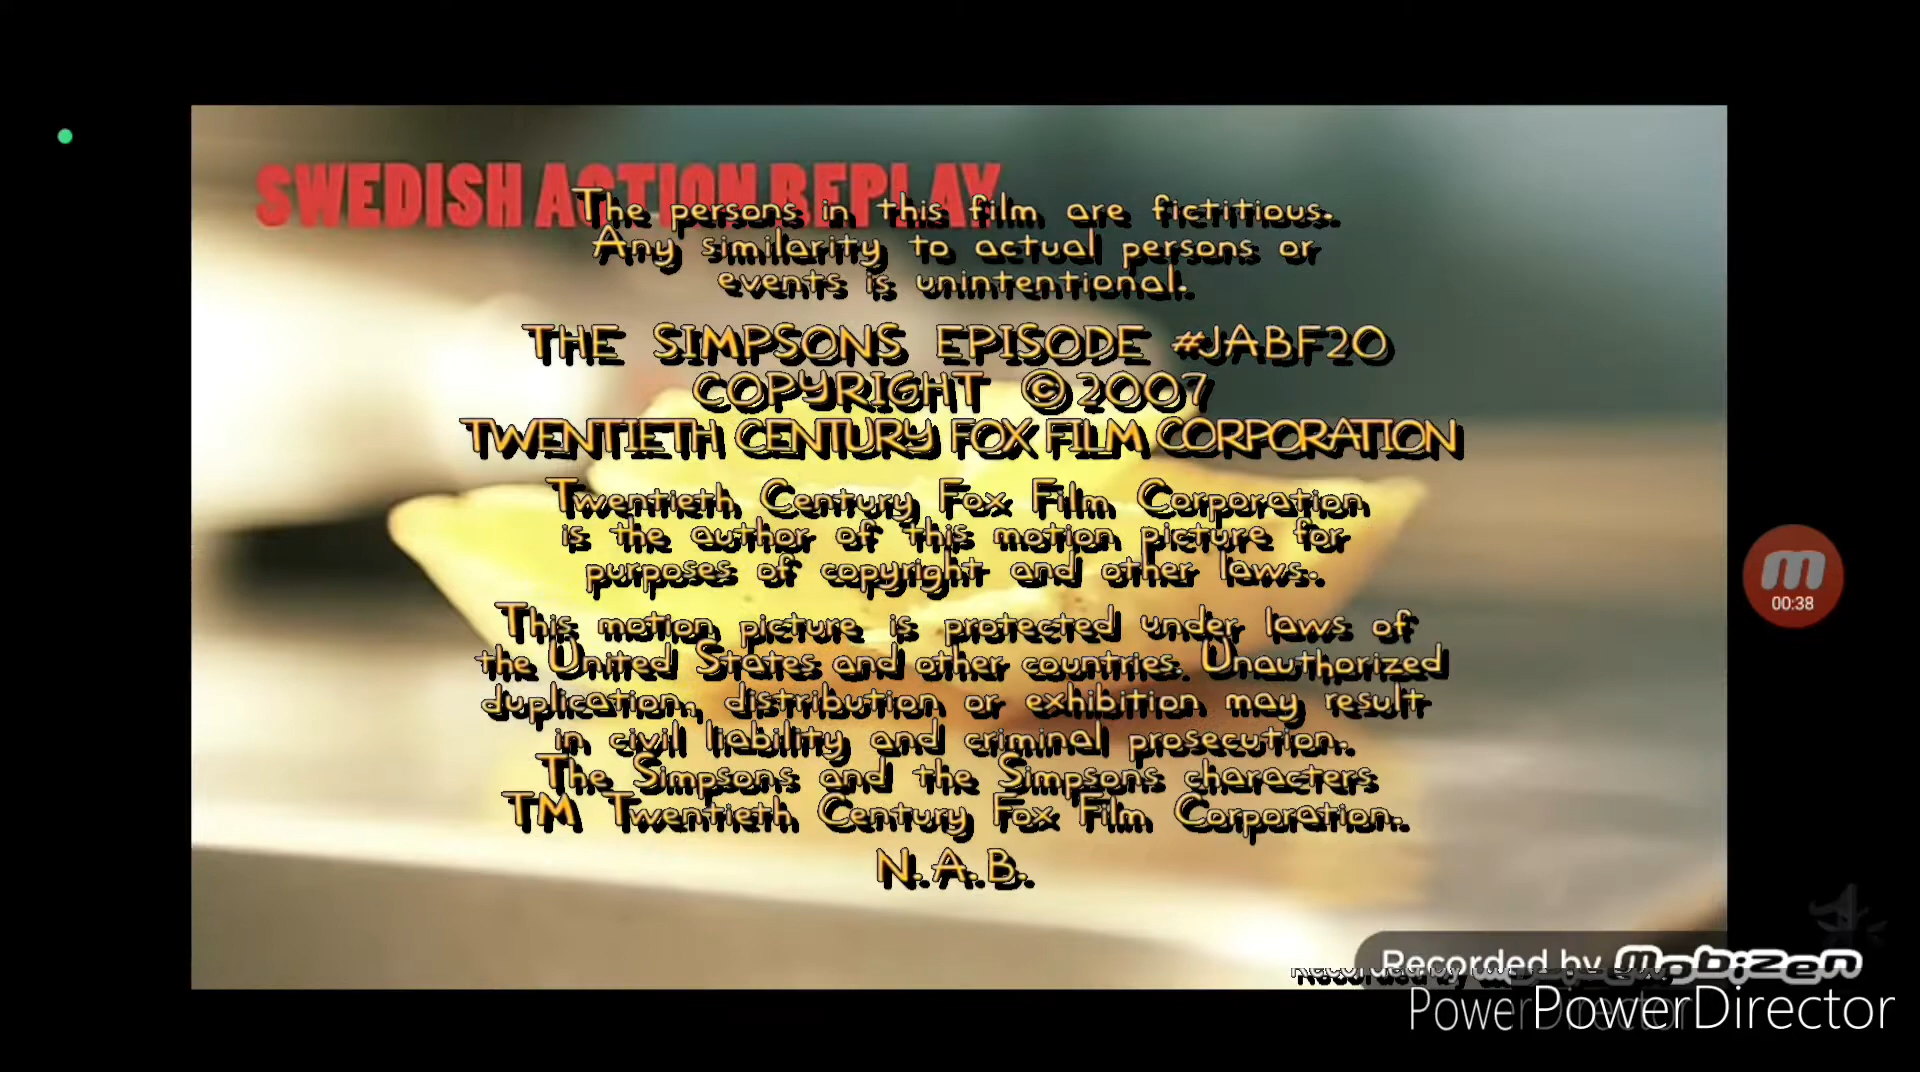 SWEDISH ACTION REPLAY
The persons in this film are fictitious.
Any similarity to actual persons or
events is unintentional.
THE SIMPSONS EPISODE #JABF20
COPYRIGHT ©2007
TWENTIETH CENTURY FOX FILM CORPORATION
Twentieth Century Fox Film Corporation
is the author of this motion picture for
purposes of copyright and other laws.
This motion picture is protected under laws of
the United States and other countries. Unauthorized
duplication, distribution or exhibition may result
in civil liability and criminal prosecution.
The Simpsons and the Simpsons characters
TM Twentieth Century Fox Film Corporation.
N.A.B.
00:38
Recorded by Mobizen
Recorded by
PowerDirector
PowerDirector